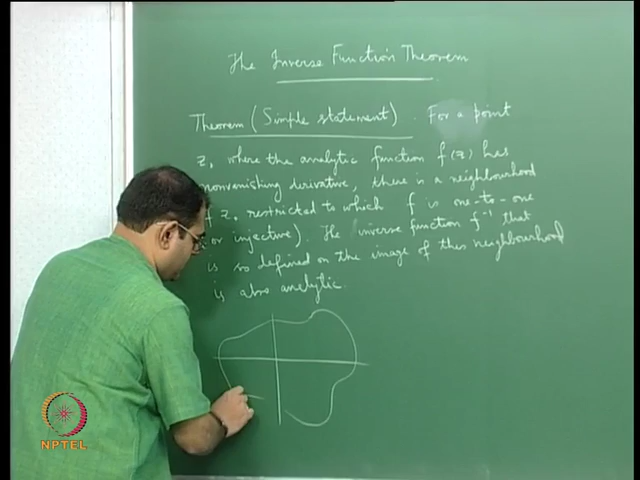 The Inverse Function Theorem
Theorem (Simple statement). For a point
z₀ where the analytic function f(z) has
nonvanishing derivative, there is a neighbourhood
f z₀ restricted to which f is one-to-one
or injective). The inverse function f⁻¹ that
is so defined on the image of this neighbourhood
is also analytic.
NPTEL